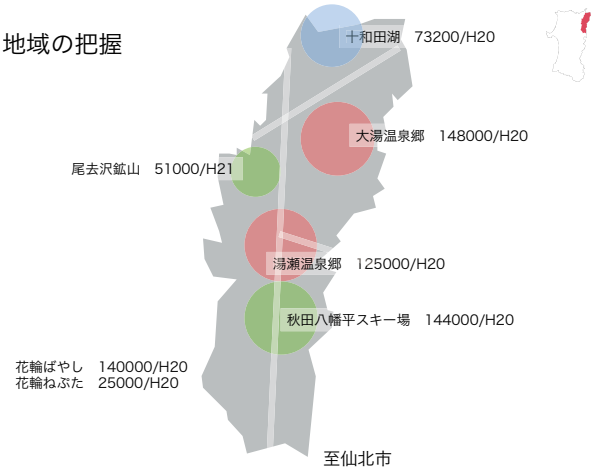 地域の把握
十和田湖　73200/H20
大湯温泉郷　148000/H20
尾去沢鉱山　51000/H21
湯瀬温泉郷　125000/H20
秋田八幡平スキー場　144000/H20
花輪ばやし　140000/H20
花輪ねぷた　25000/H20
至仙北市